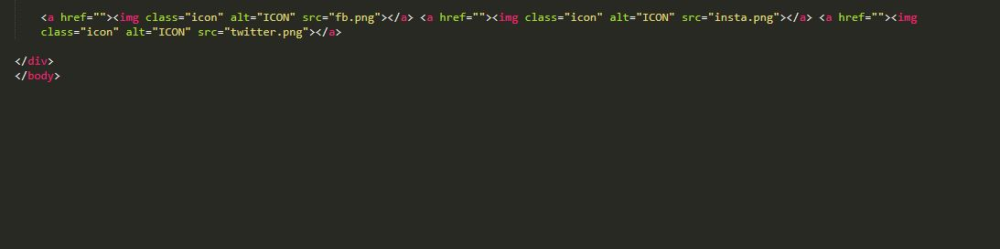 <a href=""><img class="icon" alt="ICON" src="fb.png"></a> <a href=""><img class="icon" alt="ICON" src="insta.png"></a> <a href=""><img
class="icon" alt="ICON" src="twitter.png"></a>
</div>
</body>